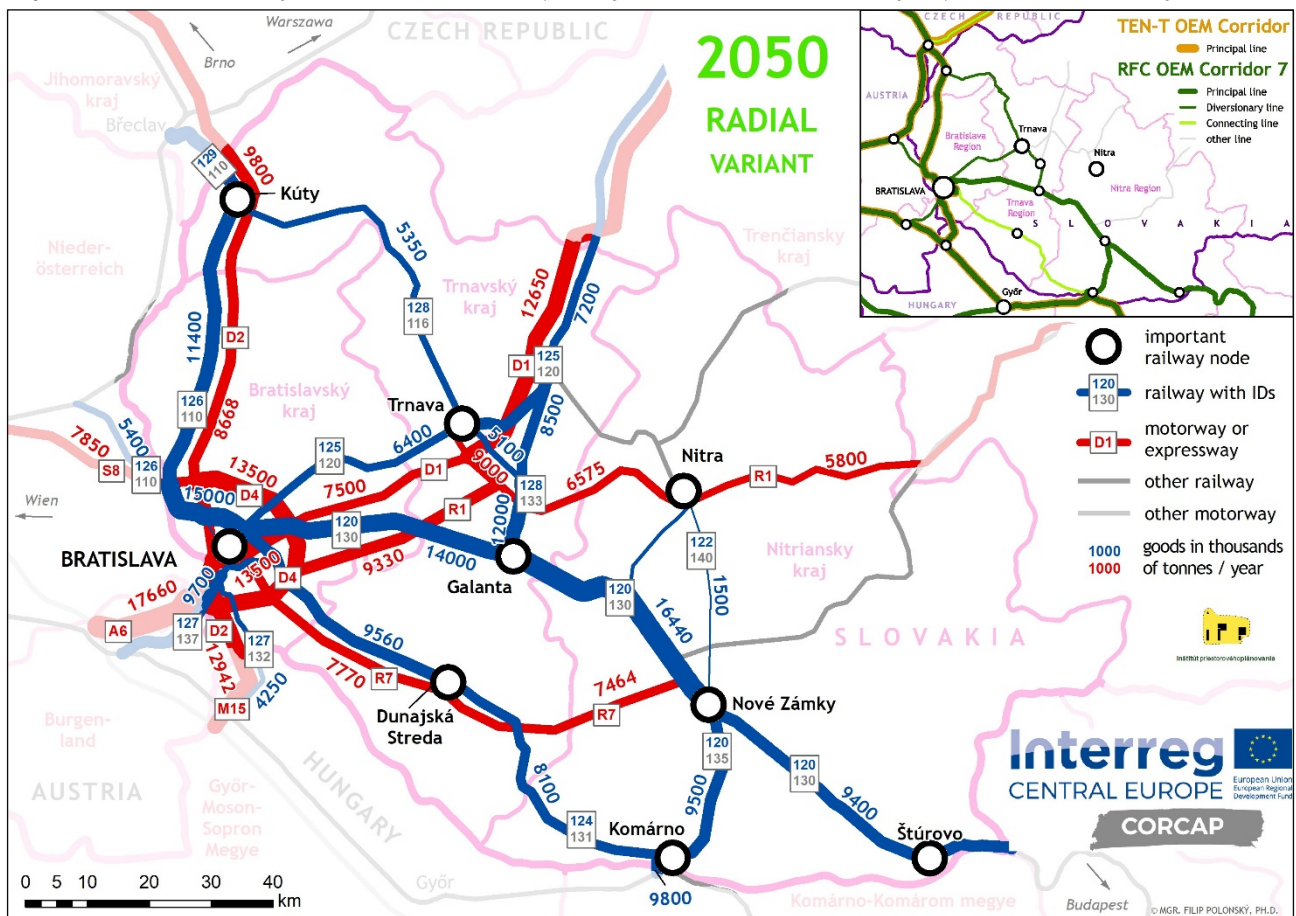 2050
RADIAL
VARIANT
CZECH REPUBLIC
Warszawa
Brno
Jihomoravský
kraj
Břeclav
129
110
9800
Kúty
Nieder-
österreich
5350
Trnavský
kraj
Trenčiansky
kraj
12650
7200
128
116
11400
D2
Bratislavský
kraj
D1
125
120
Trnava
8500
126
110
8668
6400
5100
5400
7850
S8
126
110
125
120
D1
9000
Nitra
5800
13500
D4
7500
6575
R1
128
133
Wien
15000
R1
12000
120
130
122
140
BRATISLAVA
14000
Galanta
Nitriansky
kraj
9330
13500
D4
9700
17660
120
130
1500
A6
127
137
D2
127
132
9560
16440
SLOVAKIA
12942
4250
7770
R7
7464
R7
M15
Dunajská
Streda
Nové Zámky
Burgen-
land
120
135
120
130
AUSTRIA
HUNGARY
Győr-
Moson-
Sopron
Megye
8100
9500
9400
124
131
Komárno
Štúrovo
9800
Győr
Komárno-Komárom megye
Budapest
0 5 10 20 30 40
km
CZECH REPUBLIC
AUSTRIA
Bratislava
Region
Trnava
Nitra
BRATISLAVA
Trnava
Region
Nitra Region
SLOVAKIA
HUNGARY
Győr
TEN-T OEM Corridor
Principal line
RFC OEM Corridor 7
Principal line
Diversionary line
Connecting line
other line
important
railway node
120
130
railway with IDs
D1
motorway or
expressway
other railway
other motorway
1000
1000
goods in thousands
of tonnes / year
Inštitút priestorového plánovania
Interreg
CENTRAL EUROPE
European Union
European Regional
Development Fund
CORCAP
© MGR. FILIP POLONSKÝ, PH.D.